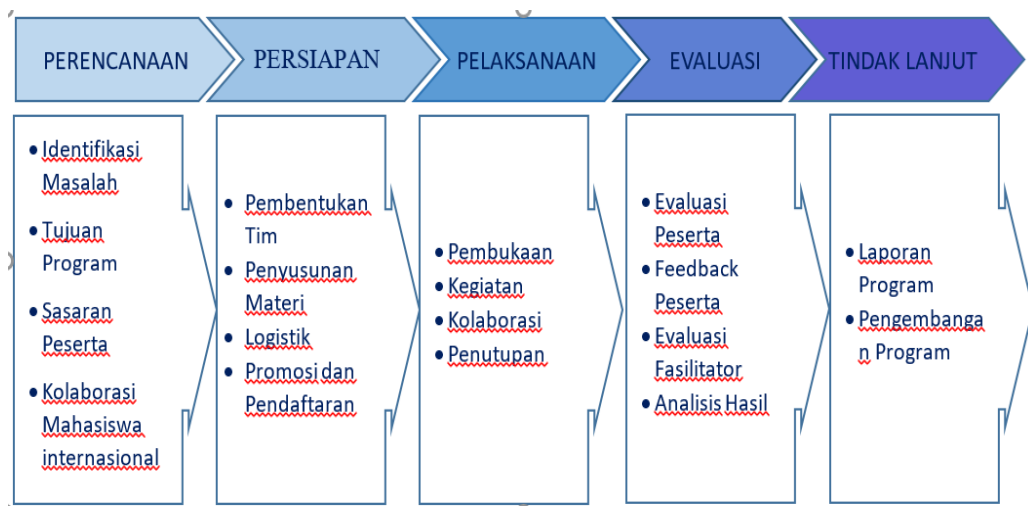 PERENCANAAN
PERSIAPAN
PELAKSANAAN
EVALUASI
TINDAK LANJUT
• Identifikasi
Masalah
• Tujuan
Program
• Sasaran
Peserta
• Kolaborasi
Mahasiswa
internasional
• Pembentukan
Tim
• Penyusunan
Materi
• Logistik
• Promosi dan
Pendaftaran
• Pembukaan
• Kegiatan
• Kolaborasi
• Penutupan
• Evaluasi
Peserta
• Feedback
Peserta
• Evaluasi
Fasilitator
• Analisis Hasil
• Laporan
Program
• Pengembanga
n Program